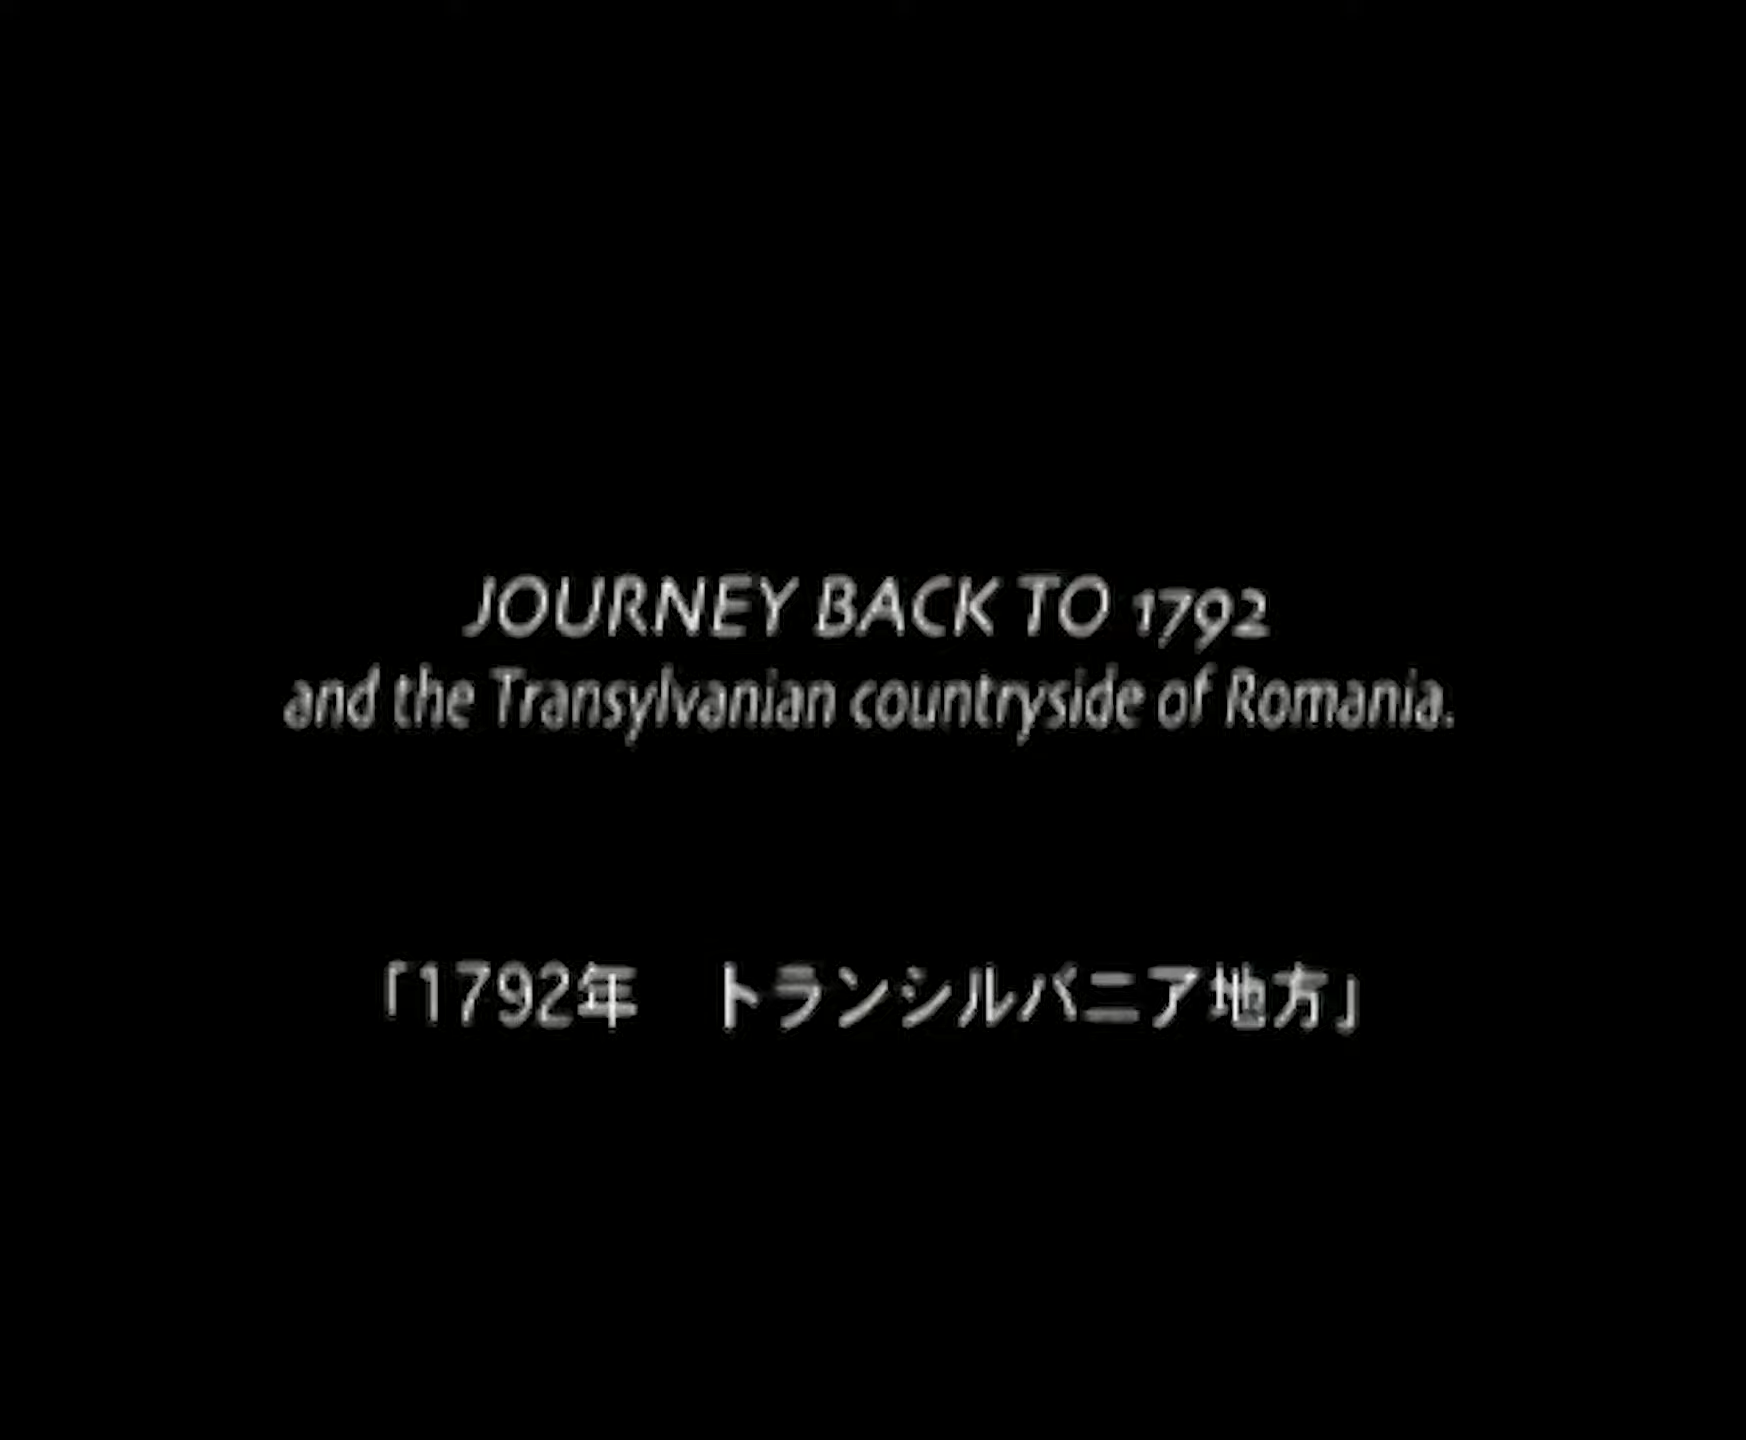 JOURNEY BACK TO 1792
and the Transylvanian countryside of Romania.
「1792年　トランシルバニア地方」